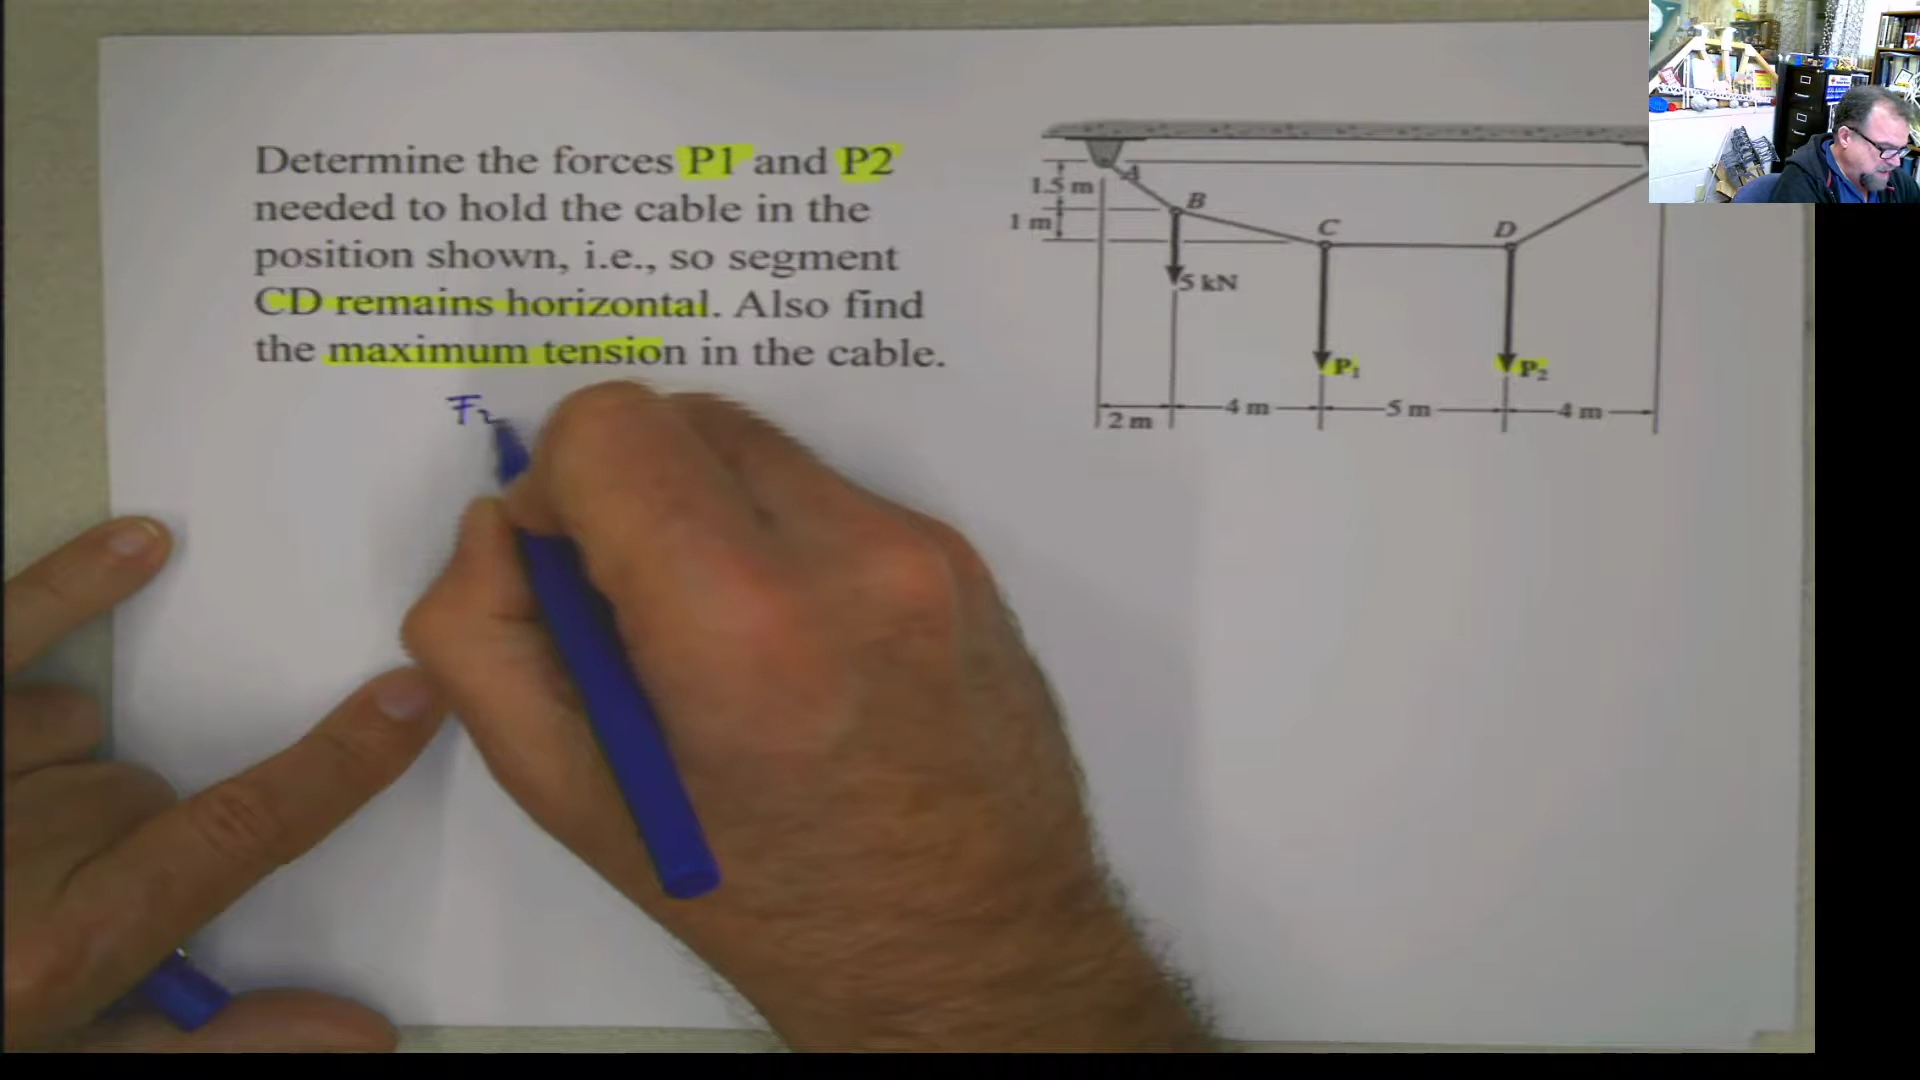 Determine the forces P1 and P2
needed to hold the cable in the
position shown, i.e., so segment
CD remains horizontal. Also find
the maximum tension in the cable.
A
1.5 m
B
1 m
C
D
5 kN
P₁
P₂
2 m
4 m
5 m
4 m